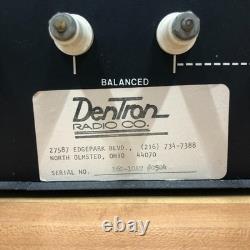 BALANCED
DenTron
RADIO CO.
27587 EDGEPARK BLVD., (216) 734-7388
NORTH OLMSTED, OHIO 44070
SERIAL NO.